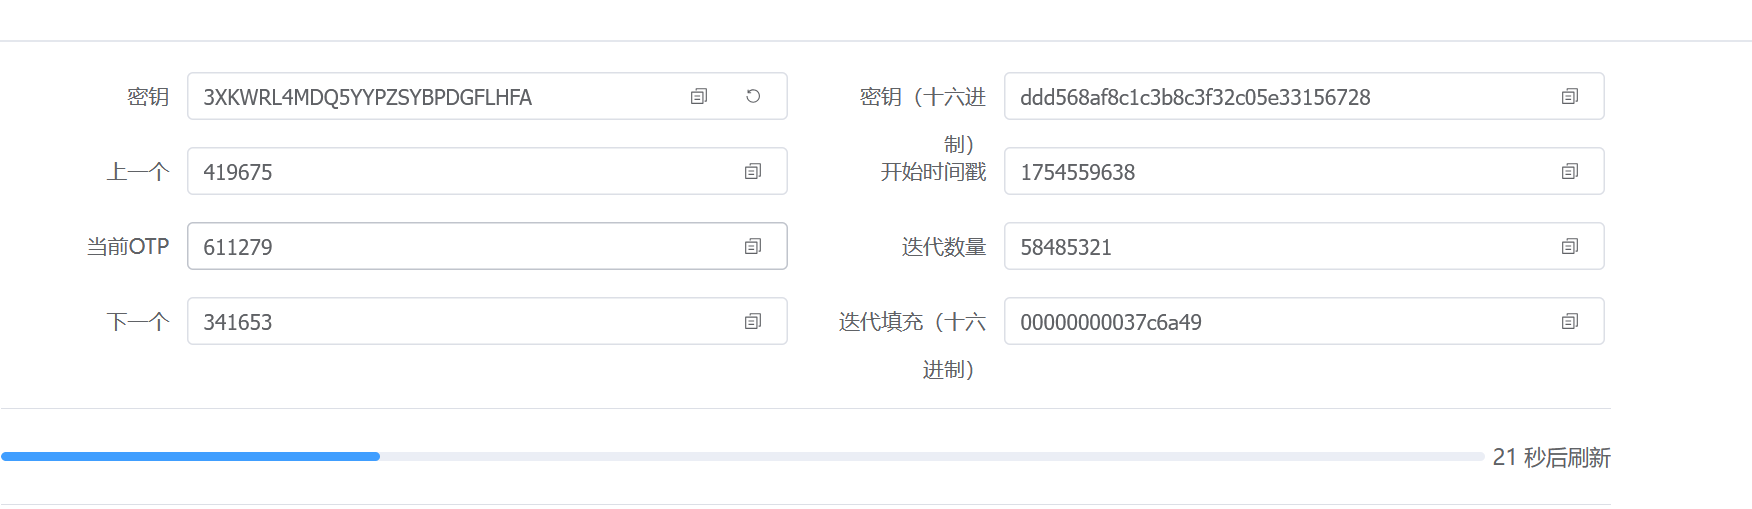 密钥 3XKWRL4MDQ5YYPZSYBPDGFLHFA
密钥（十六进制） ddd568af8c1c3b8c3f32c05e33156728
上一个 419675
开始时间戳 1754559638
当前OTP 611279
迭代数量 58485321
下一个 341653
迭代填充（十六进制） 00000000037c6a49
21 秒后刷新